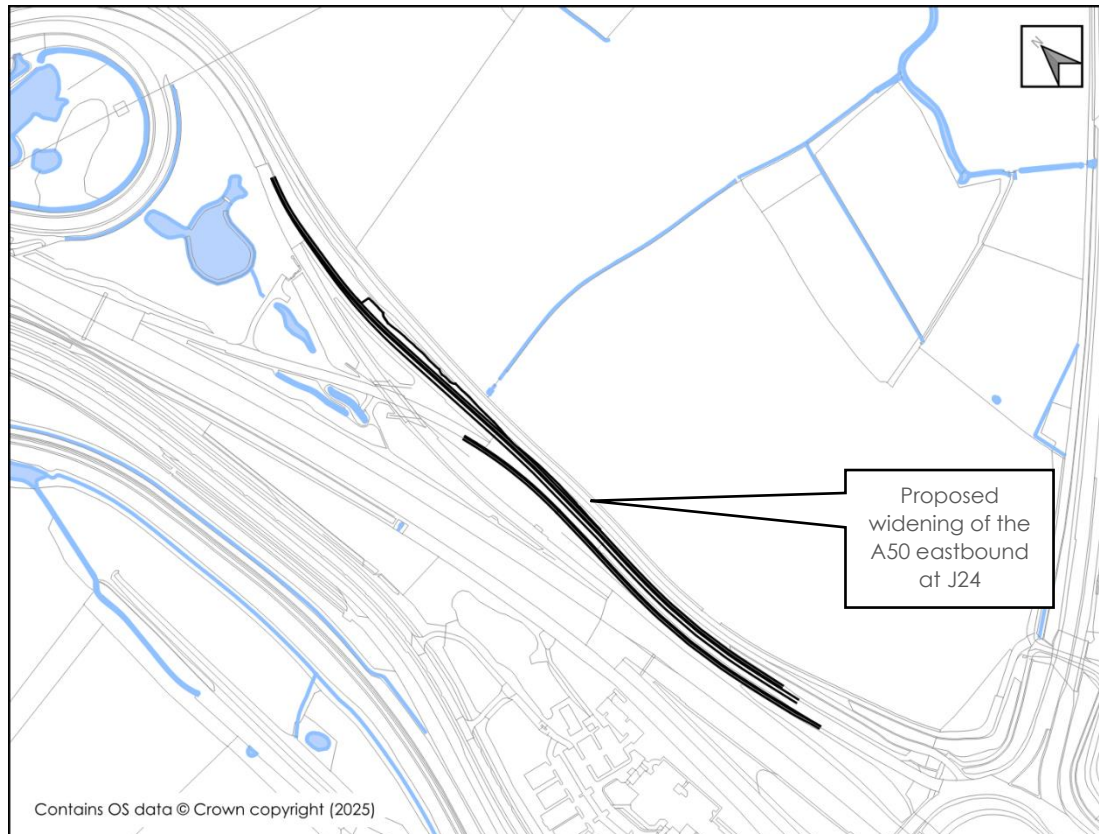 N
Proposed
widening of the
A50 eastbound
at J24
Contains OS data © Crown copyright (2025)